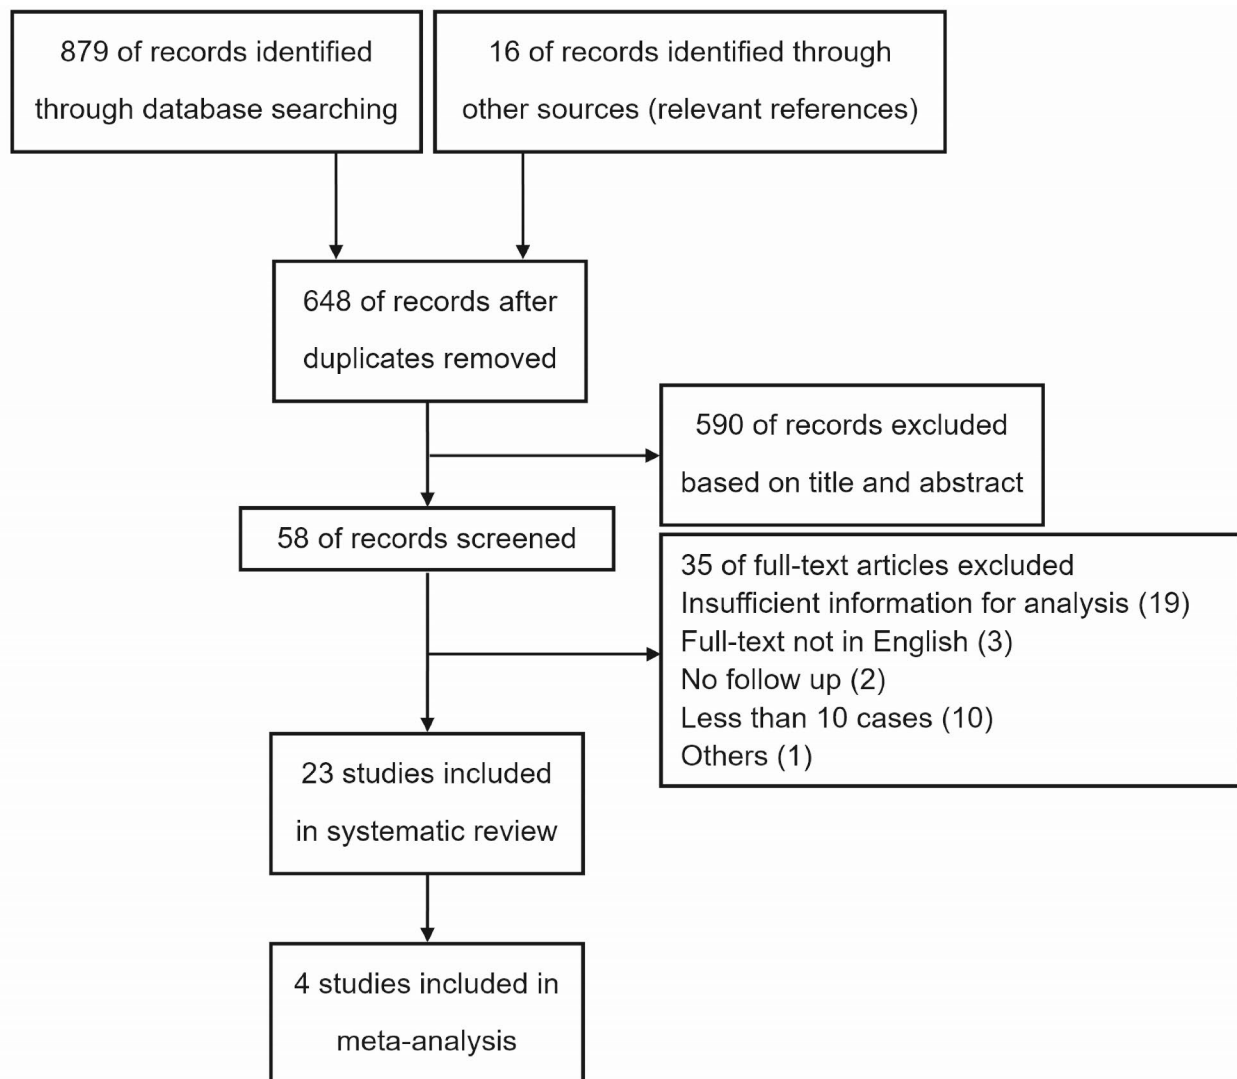 879 of records identified
through database searching
16 of records identified through
other sources (relevant references)
648 of records after
duplicates removed
590 of records excluded
based on title and abstract
58 of records screened
35 of full-text articles excluded
Insufficient information for analysis (19)
Full-text not in English (3)
No follow up (2)
Less than 10 cases (10)
Others (1)
23 studies included
in systematic review
4 studies included in
meta-analysis